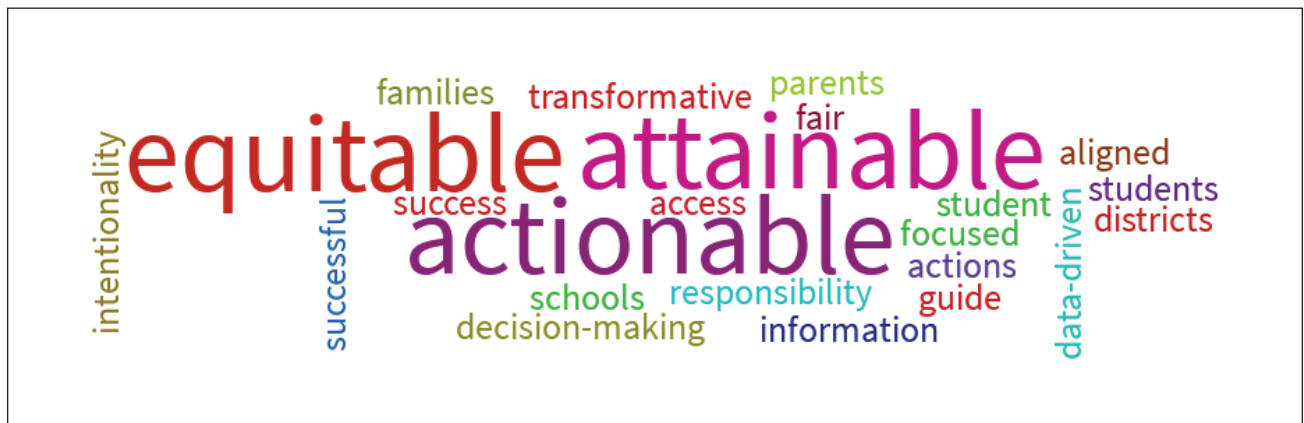 families
transformative
parents
fair
intentionality
equitable
attainable
aligned
students
success
access
student
districts
successful
actionable
focused
data-driven
actions
schools
responsibility
guide
decision-making
information